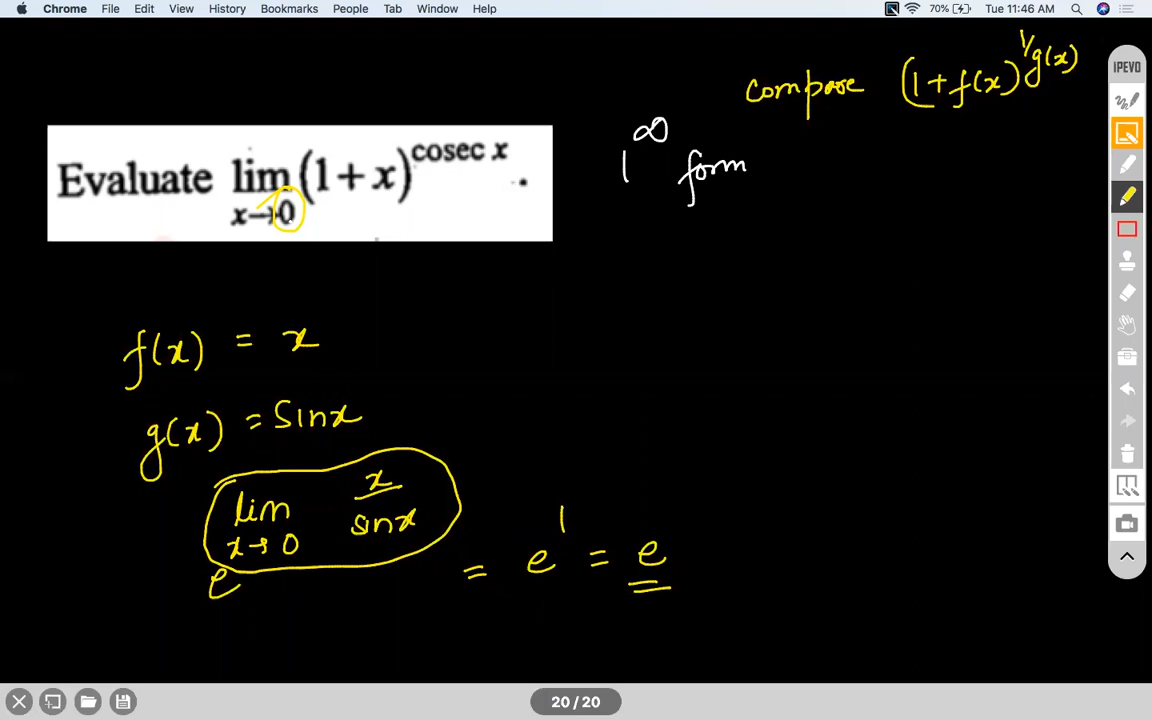 Chrome File Edit View History Bookmarks People Tab Window Help 70% Tue 11:46 AM
compose (1+f(x))^1/g(x)
IPEVO
1^∞ form
Evaluate lim x→0 (1+x)^cosec x.
f(x) = x
g(x) = Sinx
e^lim x→0 x/sinx = e^1 = e
20/20